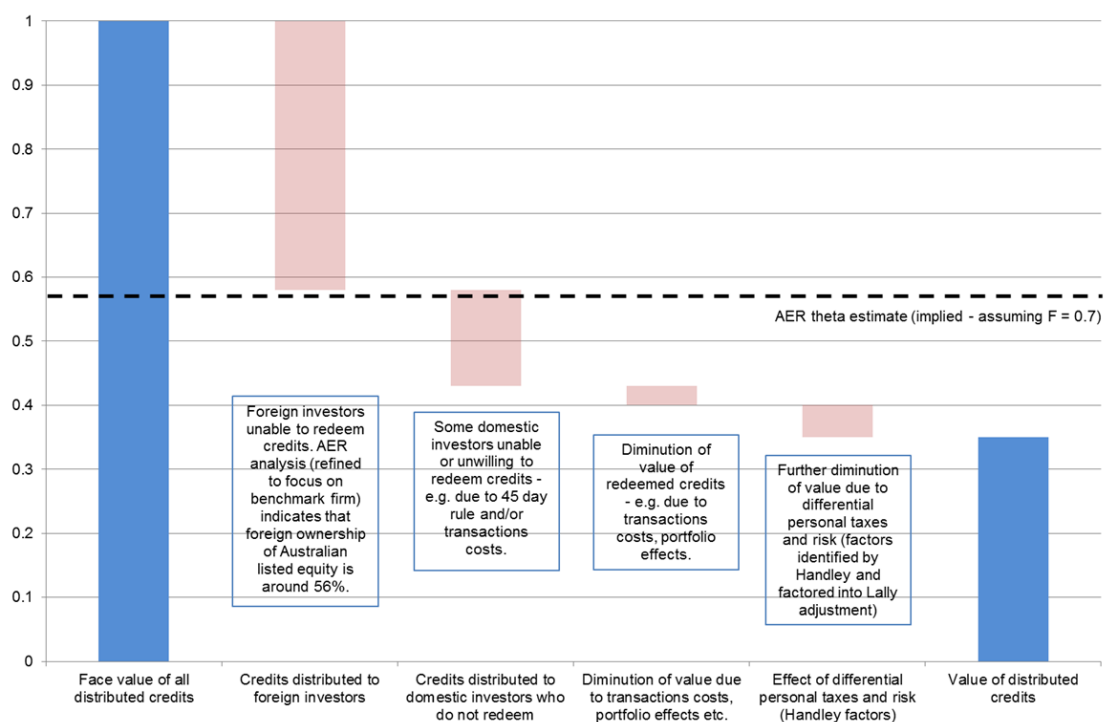 1
0.9
0.8
0.7
0.6
0.5
0.4
0.3
0.2
0.1
0
AER theta estimate (implied - assuming F = 0.7)
Foreign investors
unable to redeem
credits. AER
analysis (refined
to focus on
benchmark firm)
indicates that
foreign ownership
of Australian
listed equity is
around 56%.
Some domestic
investors unable
or unwilling to
redeem credits -
e.g. due to 45 day
rule and/or
transactions
costs.
Diminution of
value of
redeemed credits
- e.g. due to
transactions
costs, portfolio
effects.
Further diminution
of value due to
differential
personal taxes
and risk (factors
identified by
Handley and
factored into Lally
adjustment)
Face value of all
distributed credits
Credits distributed to
foreign investors
Credits distributed to
domestic investors who
do not redeem
Diminution of value due
to transactions costs,
portfolio effects etc.
Effect of differential
personal taxes and risk
(Handley factors)
Value of distributed
credits